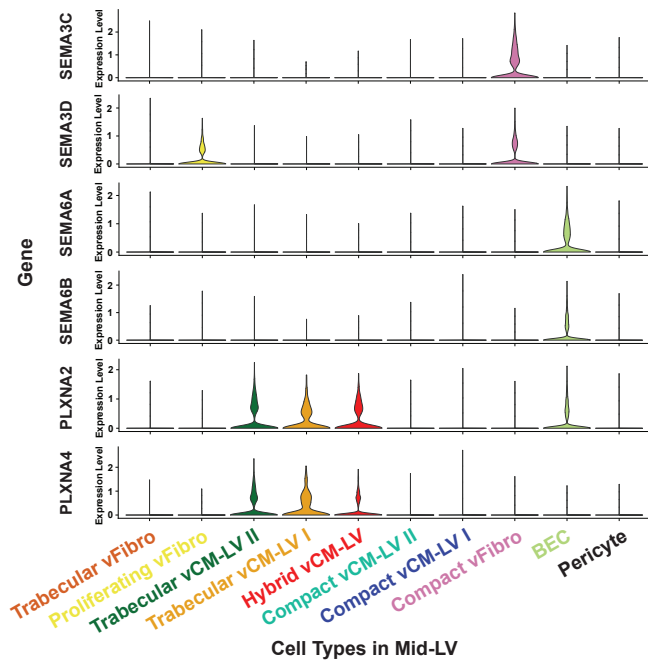 Gene
SEMA3C
Expression Level
2
1
0
SEMA3D
Expression Level
2
1
0
SEMA6A
Expression Level
2
1
0
SEMA6B
Expression Level
2
1
0
PLXNA2
Expression Level
2
1
0
PLXNA4
Expression Level
2
1
0
Trabecular vFibro
Proliferating vFibro
Trabecular vCM-LV II
Trabecular vCM-LV I
Hybrid vCM-LV
Compact vCM-LV II
Compact vCM-LV I
Compact vFibro
BEC
Pericyte
Cell Types in Mid-LV